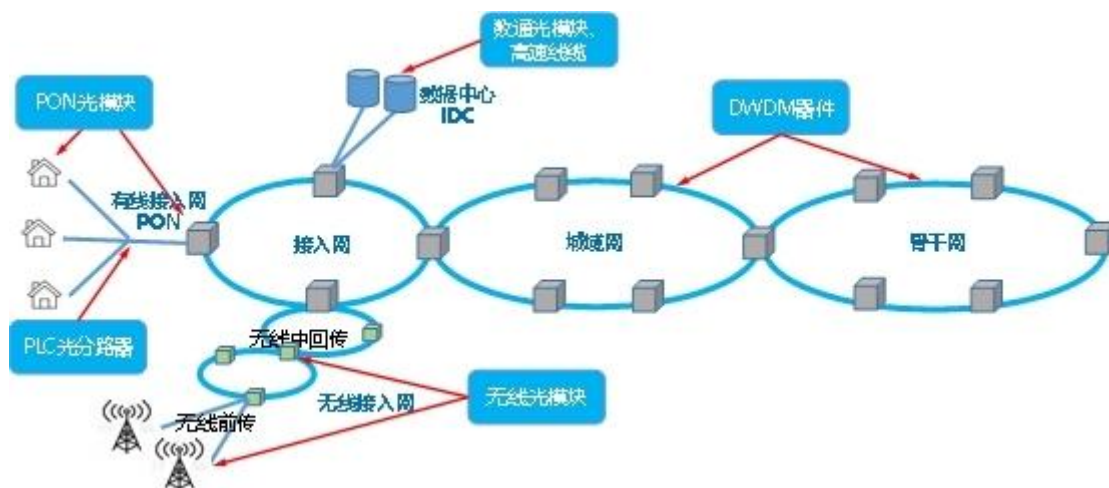 数通光模块、
高速线缆
PON光模块
数据中心
IDC
DWDM器件
有线接入网
PON
接入网
城域网
骨干网
无线中回传
PLC光分路器
无线接入网
无线光模块
无线前传